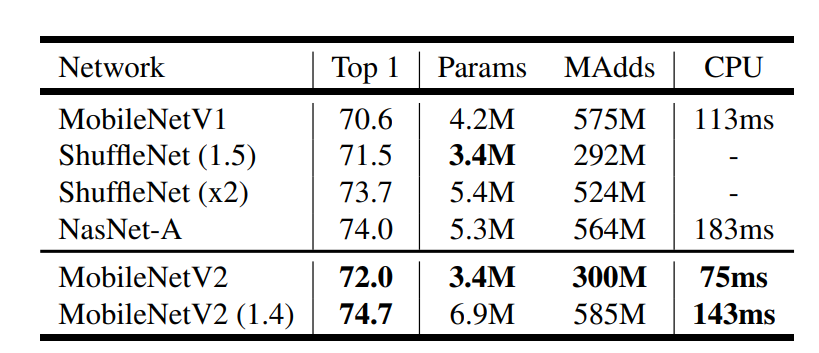 Network Top 1 Params MAdds CPU
MobileNetV1 70.6 4.2M 575M 113ms
ShuffleNet (1.5) 71.5 3.4M 292M -
ShuffleNet (x2) 73.7 5.4M 524M -
NasNet-A 74.0 5.3M 564M 183ms
MobileNetV2 72.0 3.4M 300M 75ms
MobileNetV2 (1.4) 74.7 6.9M 585M 143ms